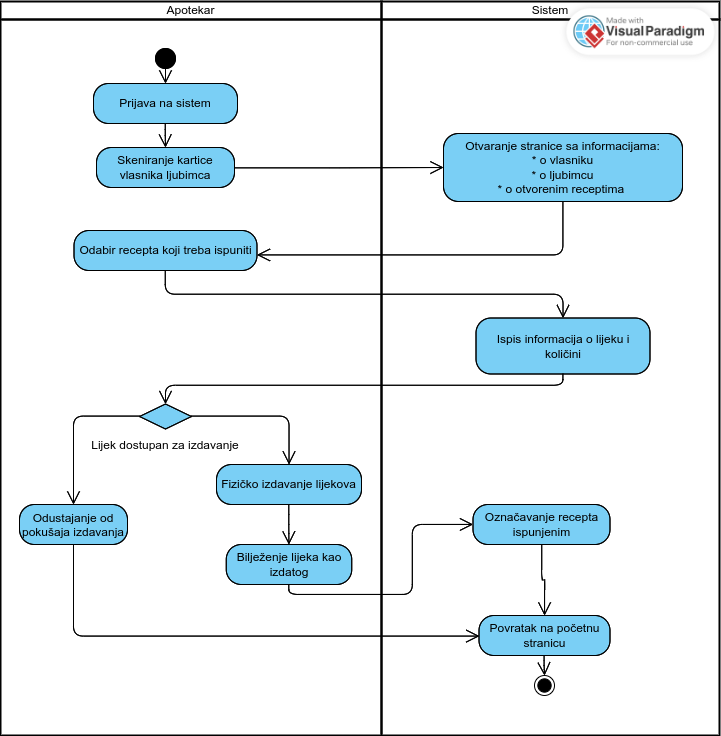 Apotekar
Sistem
Made with
VisualParadigm
For non-commercial use
Prijava na sistem
Skeniranje kartice
vlasnika ljubimca
Otvaranje stranice sa informacijama:
* o vlasniku
* o ljubimcu
* o otvorenim receptima
Odabir recepta koji treba ispuniti
Ispis informacija o lijeku i
količini
Lijek dostupan za izdavanje
Fizičko izdavanje lijekova
Odustajanje od
pokušaja izdavanja
Označavanje recepta
ispunjenim
Bilježenje lijeka kao
izdatog
Povratak na početnu
stranicu